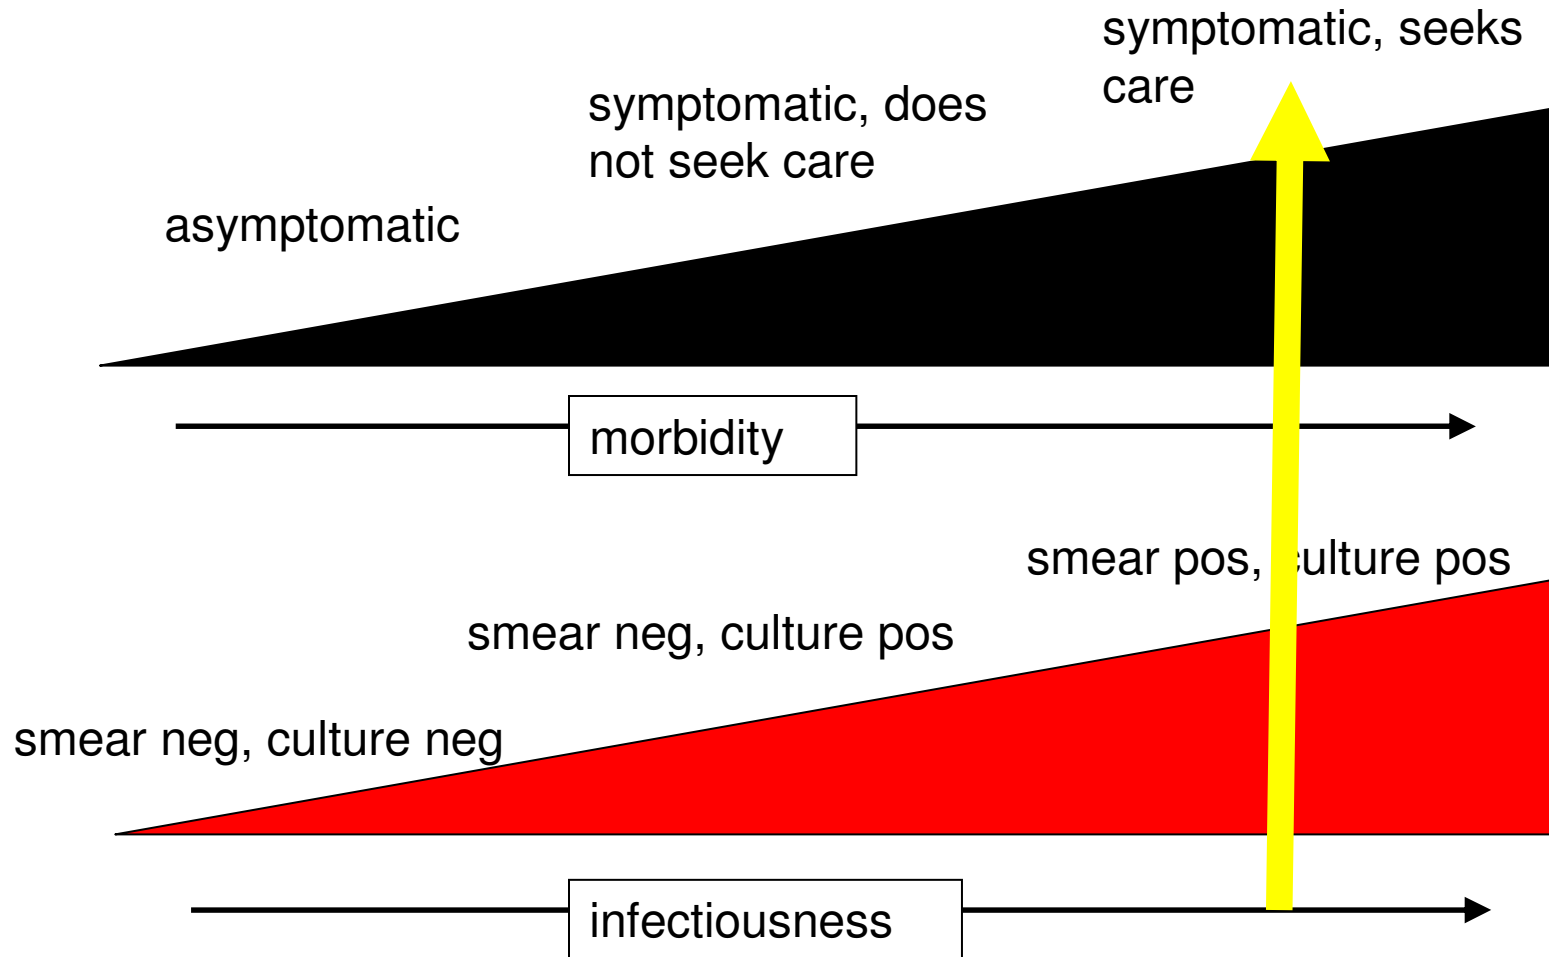 symptomatic, seeks
care
symptomatic, does
not seek care
asymptomatic
morbidity
smear pos, culture pos
smear neg, culture pos
smear neg, culture neg
infectiousness